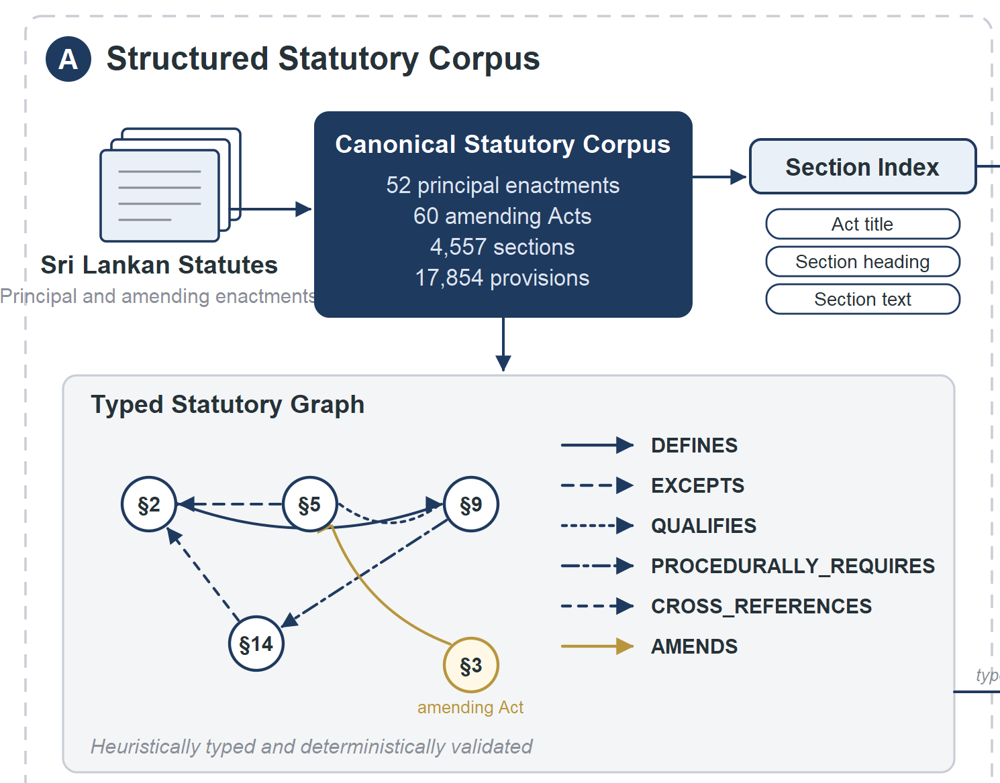 A Structured Statutory Corpus
Sri Lankan Statutes
Principal and amending enactments
Canonical Statutory Corpus
52 principal enactments
60 amending Acts
4,557 sections
17,854 provisions
Section Index
Act title
Section heading
Section text
Typed Statutory Graph
§2
§5
§9
§14
§3
amending Act
DEFINES
EXCEPTS
QUALIFIES
PROCEDURALLY_REQUIRES
CROSS_REFERENCES
AMENDS
Heuristically typed and deterministically validated